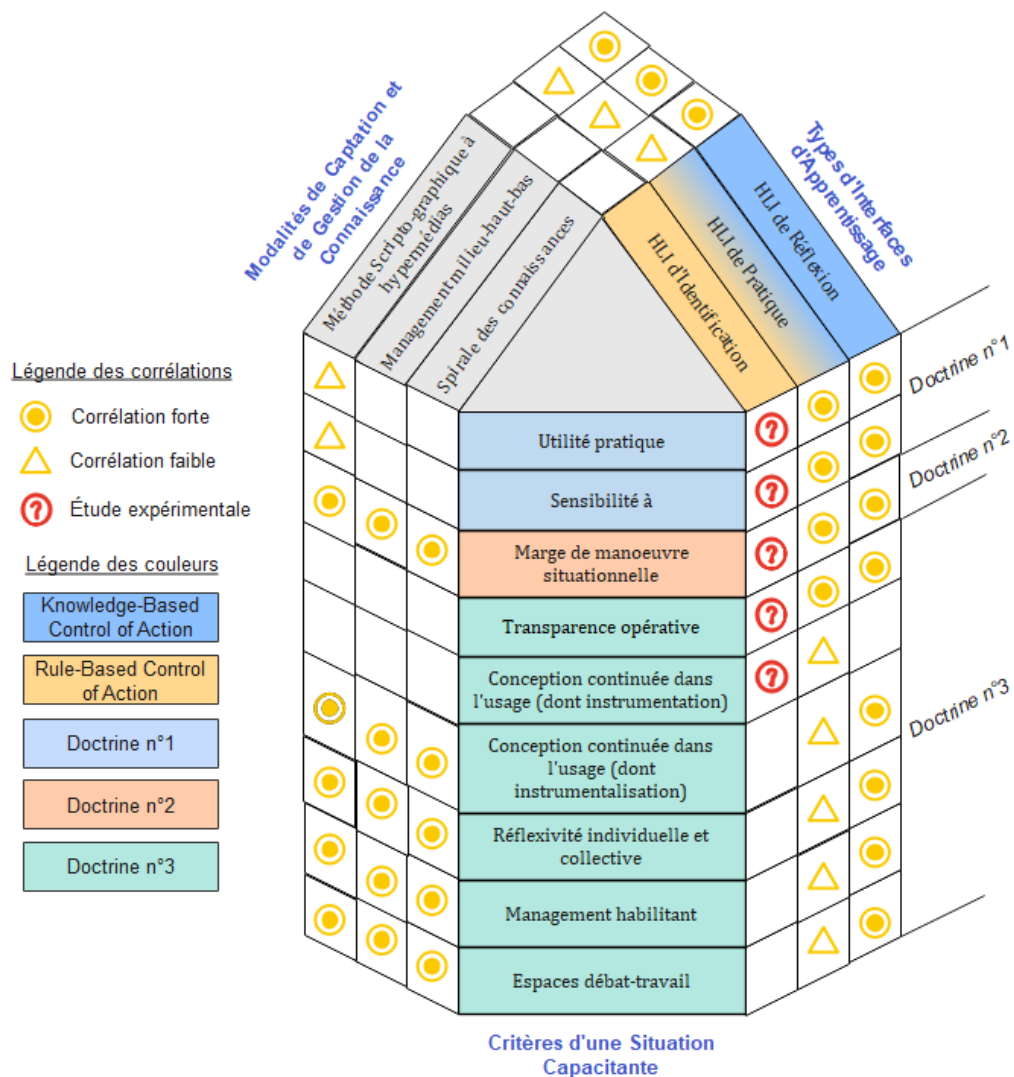 Modalités de Captation et
de Gestion de la
Connaissance
Types d'Interfaces
d'Apprentissage
Méthode Scripto-graphique à
hypermédias
Management milieu-haut-bas
Spirale des connaissances
HLI d'Identification
HLI de Pratique
HLI de Réflexion
Doctrine n°1
Doctrine n°2
Doctrine n°3
Légende des corrélations
Corrélation forte
Corrélation faible
? Étude expérimentale
Légende des couleurs
Knowledge-Based
Control of Action
Rule-Based Control
of Action
Doctrine n°1
Doctrine n°2
Doctrine n°3
Utilité pratique
?
Sensibilité à
?
Marge de manoeuvre
situationnelle
?
Transparence opérative
?
Conception continuée dans
l'usage (dont instrumentation)
?
Conception continuée dans
l'usage (dont
instrumentalisation)
Réflexivité individuelle et
collective
Management habilitant
Espaces débat-travail
Critères d'une Situation
Capacitante